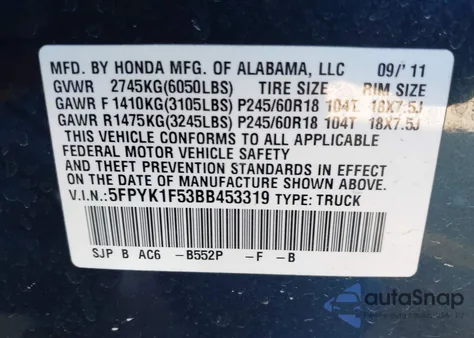 MFD. BY HONDA MFG. OF ALABAMA, LLC 09/'11
GVWR 2745KG(6050LBS) TIRE SIZE RIM SIZE
GAWR F 1410KG(3105LBS) P245/60R18 104T 18X7.5J
GAWR R1475KG(3245LBS) P245/60R18 104T 18X7.5J
THIS VEHICLE CONFORMS TO ALL APPLICABLE
FEDERAL MOTOR VEHICLE SAFETY
AND THEFT PREVENTION STANDARDS IN EFFECT
ON THE DATE OF MANUFACTURE SHOWN ABOVE.
V.I.N.:5FPYK1F53BB453319 TYPE: TRUCK
SJP B AC6 -B552P -F -B
autoSnap